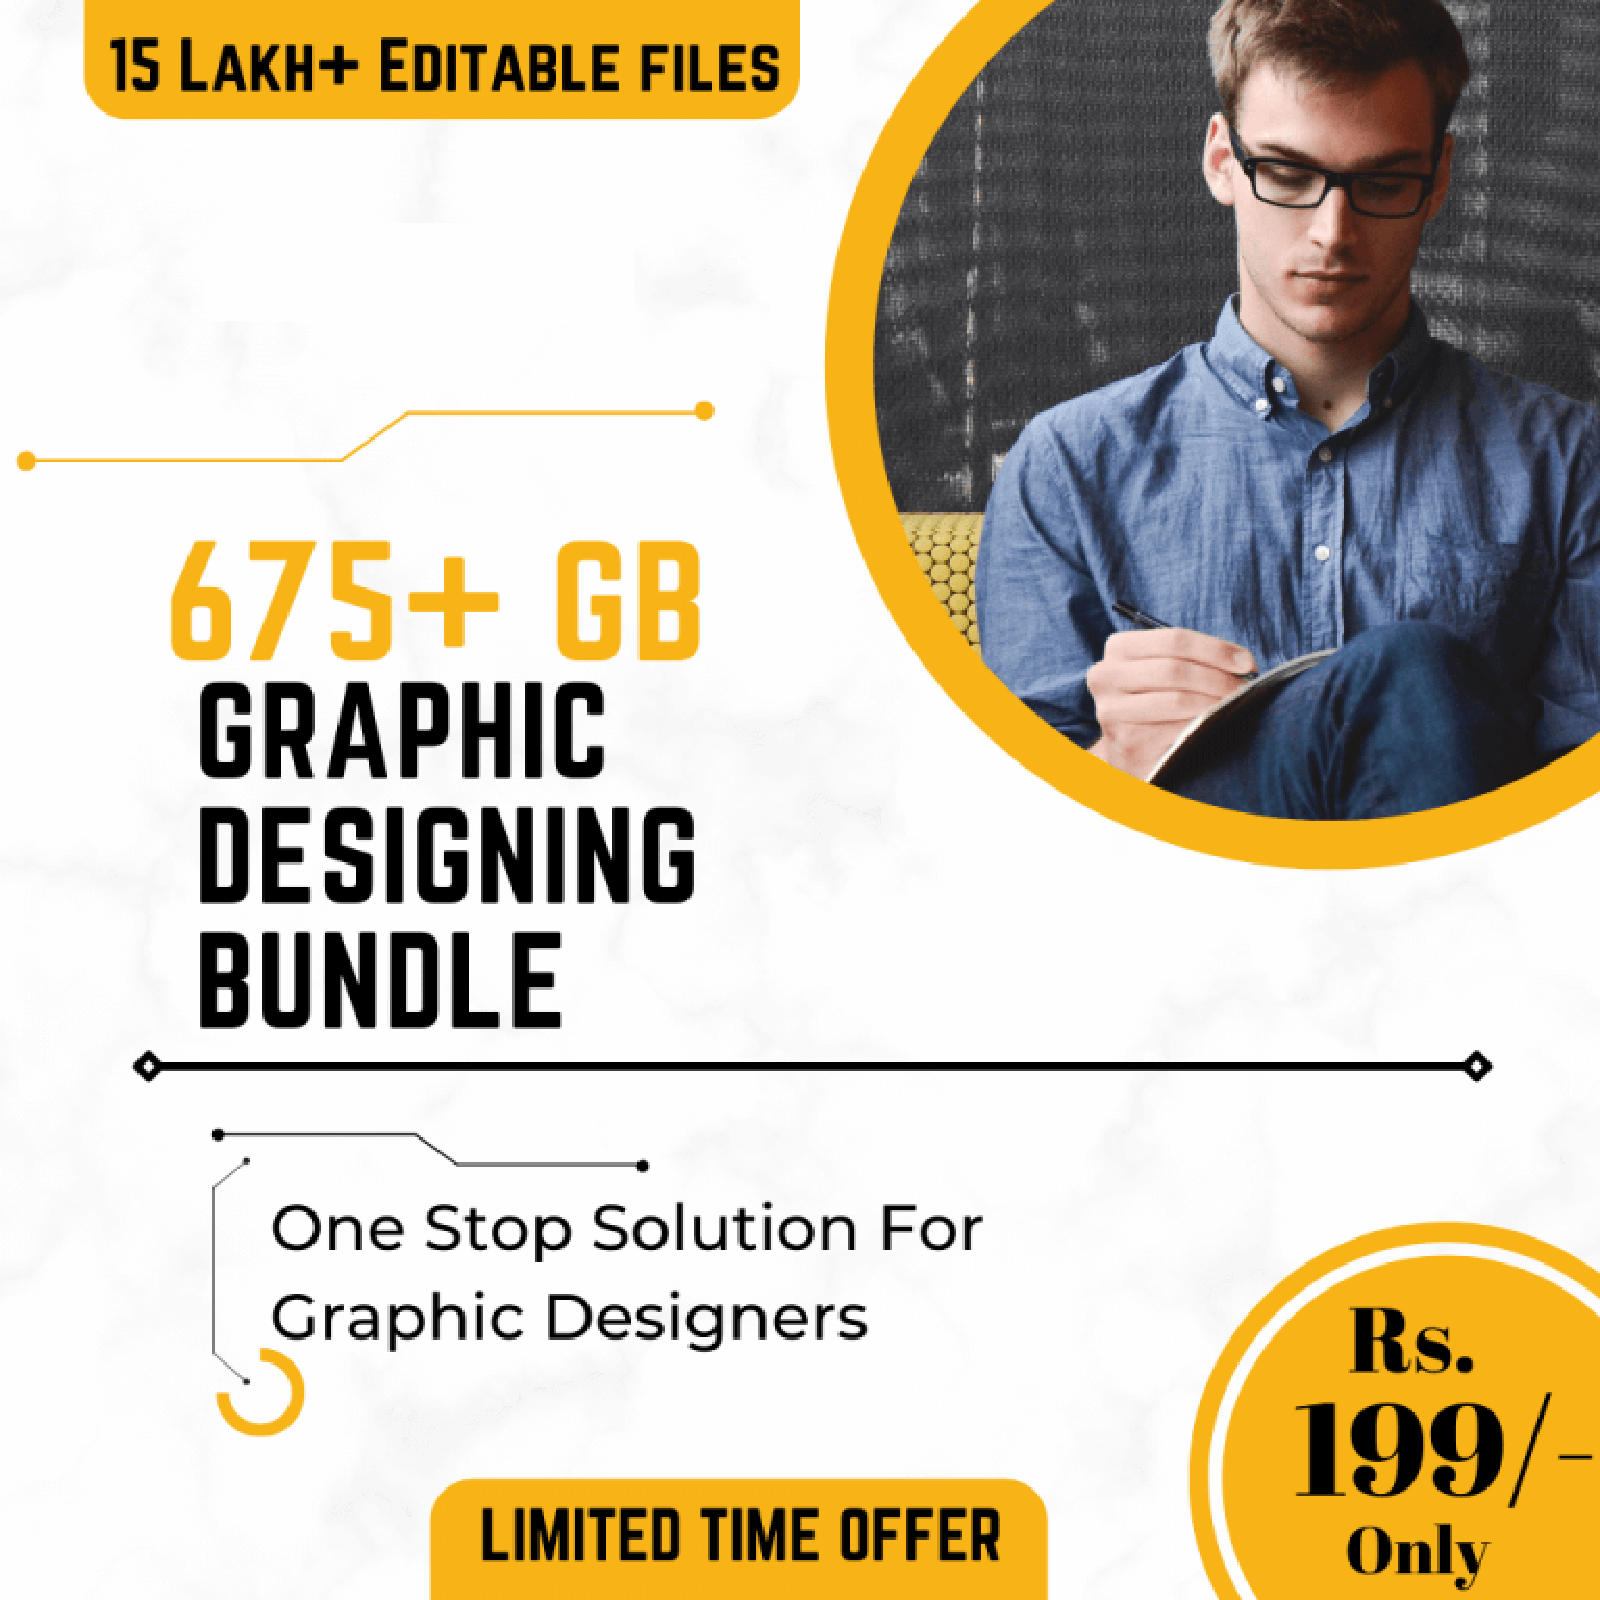 15 Lakh+ Editable files
675+ GB
GRAPHIC
DESIGNING
BUNDLE
One Stop Solution For
Graphic Designers
Rs.
199/-
Only
LIMITED TIME OFFER